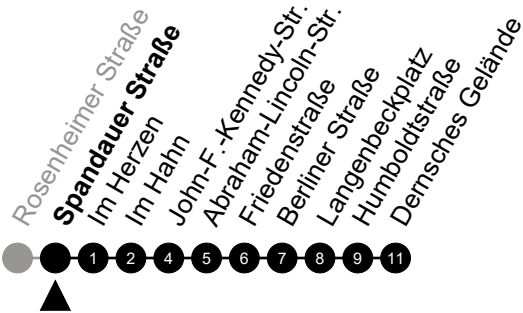 Rosenheimer Straße
Spandauer Straße
Im Herzen
Im Hahn
John-F.-Kennedy-Str.
Abraham-Lincoln-Str.
Friedenstraße
Berliner Straße
Langenbeckplatz
Humboldtstraße
Dernsches Gelände
1 2 4 5 6 7 8 9 11